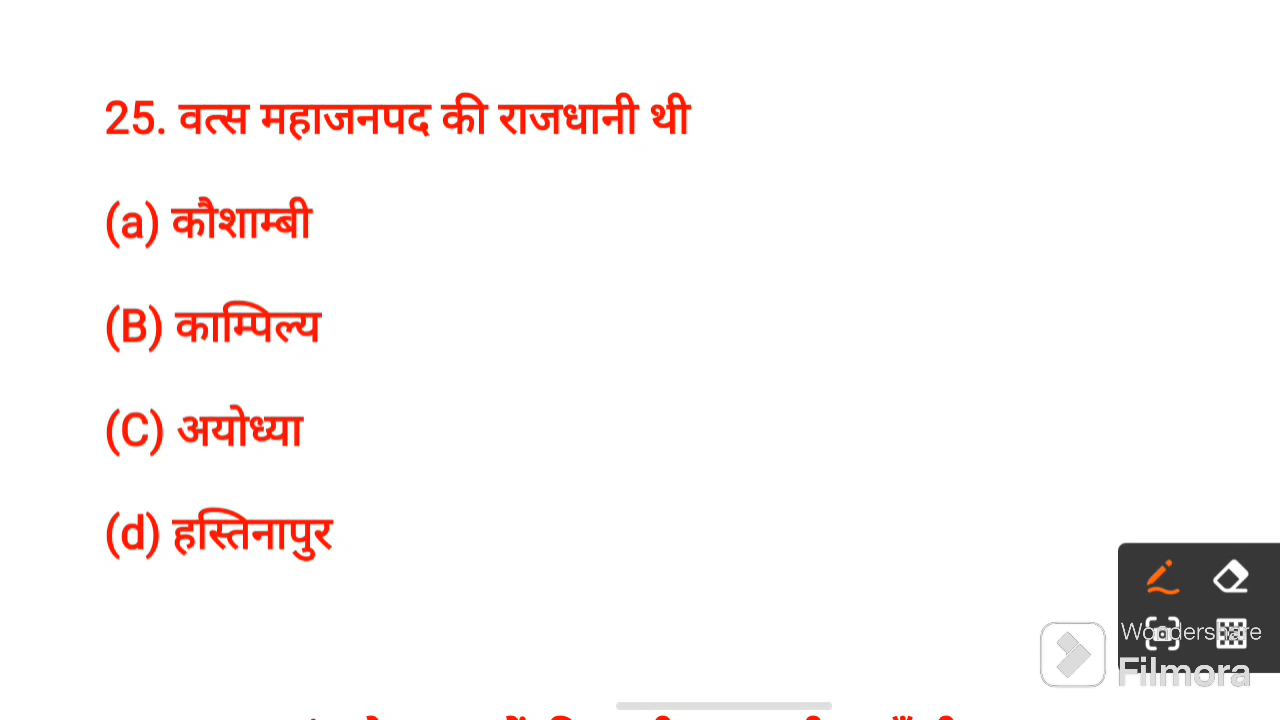 25. वत्स महाजनपद की राजधानी थी
(a) कौशाम्बी
(B) काम्पिल्य
(C) अयोध्या
(d) हस्तिनापुर
Wondershare
Filmora